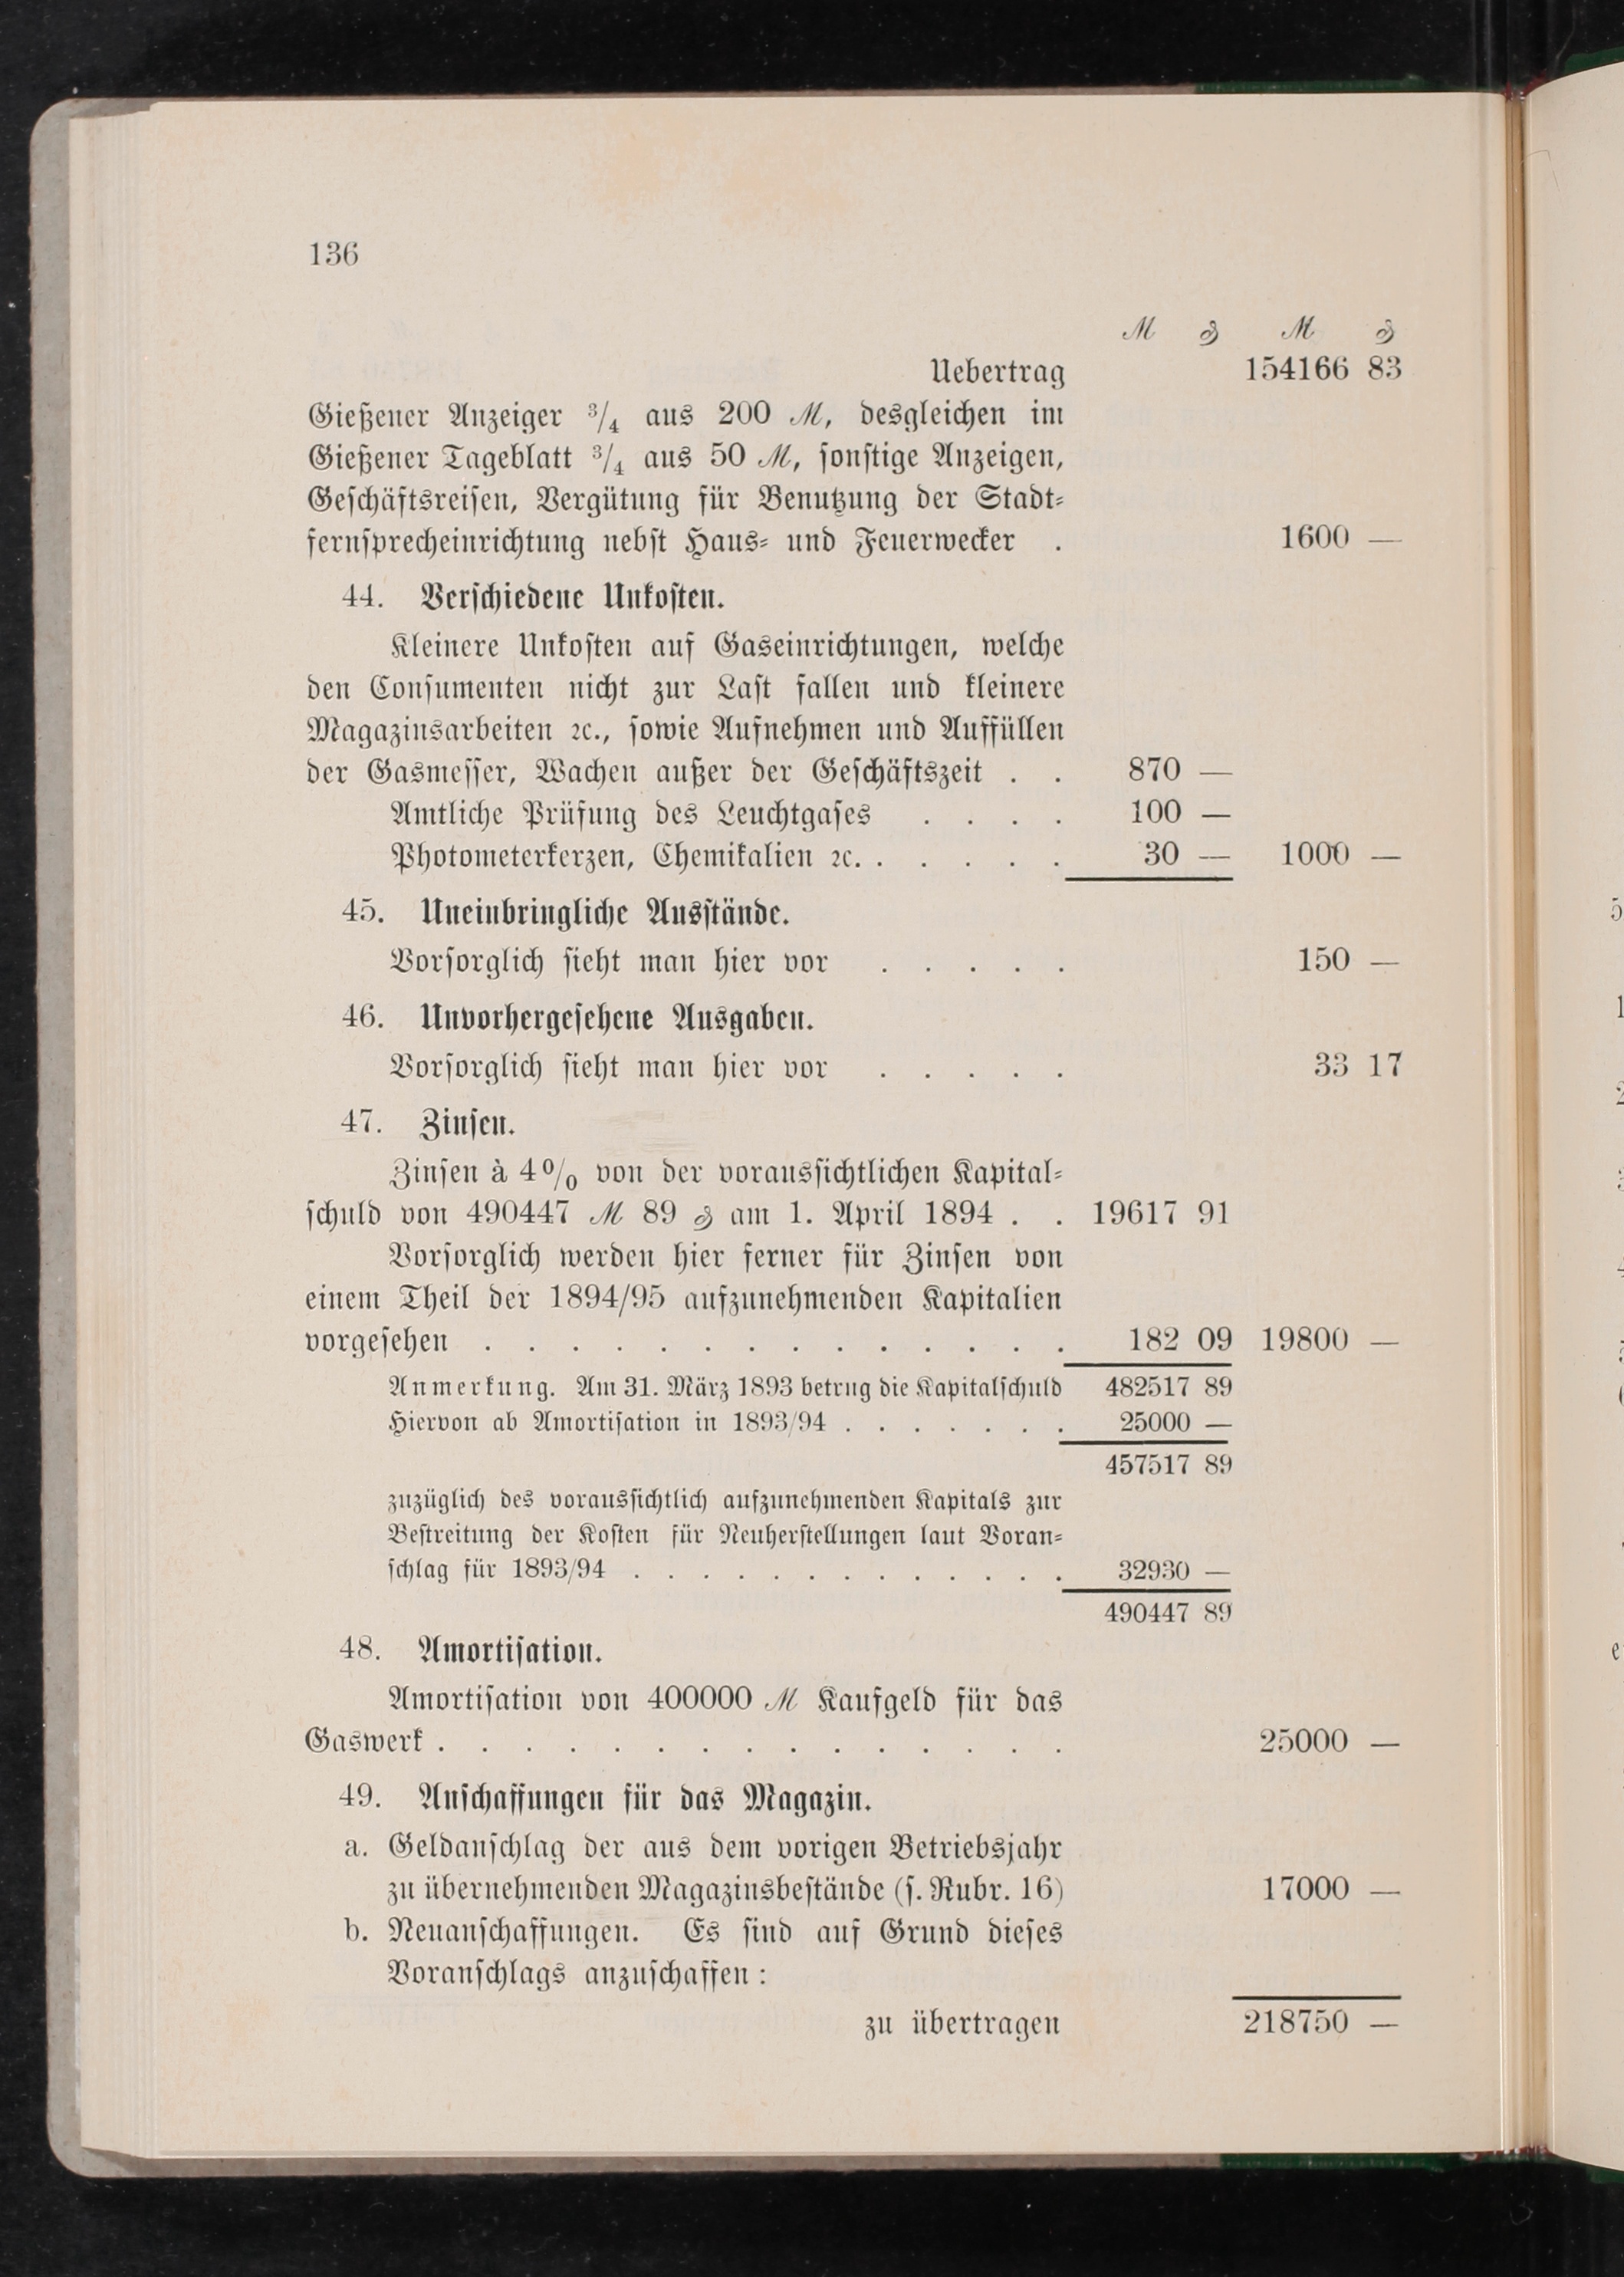 136
ℳ ₰ ℳ ₰
Uebertrag 154166 83
Gießener Anzeiger ³/₄ aus 200 ℳ, desgleichen im
Gießener Tageblatt ³/₄ aus 50 ℳ, sonstige Anzeigen,
Geschäftsreisen, Vergütung für Benutzung der Stadt-
fernsprecheinrichtung nebst Haus- und Feuerwecker . 1600 —
44. Verschiedene Unkosten.
Kleinere Unkosten auf Gaseinrichtungen, welche
den Consumenten nicht zur Last fallen und kleinere
Magazinsarbeiten ꝛc., sowie Aufnehmen und Auffüllen
der Gasmesser, Wachen außer der Geschäftszeit . . 870 —
Amtliche Prüfung des Leuchtgases . . . . 100 —
Photometerkerzen, Chemikalien ꝛc. . . . . . 30 — 1000 —
45. Uneinbringliche Ausstände.
Vorsorglich sieht man hier vor . . . . . 150 —
46. Unvorhergesehene Ausgaben.
Vorsorglich sieht man hier vor . . . . . 33 17
47. Zinsen.
Zinsen à 4% von der voraussichtlichen Kapital-
schuld von 490447 ℳ 89 ₰ am 1. April 1894 . . 19617 91
Vorsorglich werden hier ferner für Zinsen von
einem Theil der 1894/95 aufzunehmenden Kapitalien
vorgesehen . . . . . . . . . . . . . . 182 09 19800 —
Anmerkung. Am 31. März 1893 betrug die Kapitalschuld 482517 89
Hiervon ab Amortisation in 1893/94 . . . . . . . 25000 —
457517 89
zuzüglich des voraussichtlich aufzunehmenden Kapitals zur
Bestreitung der Kosten für Neuherstellungen laut Voran-
schlag für 1893/94 . . . . . . . . . . . . 32930 —
490447 89
48. Amortisation.
Amortisation von 400000 ℳ Kaufgeld für das
Gaswerk . . . . . . . . . . . . . . . 25000 —
49. Anschaffungen für das Magazin.
a. Geldanschlag der aus dem vorigen Betriebsjahr
zu übernehmenden Magazinsbestände (s. Rubr. 16) 17000 —
b. Neuanschaffungen. Es sind auf Grund dieses
Voranschlags anzuschaffen:
zu übertragen 218750 —